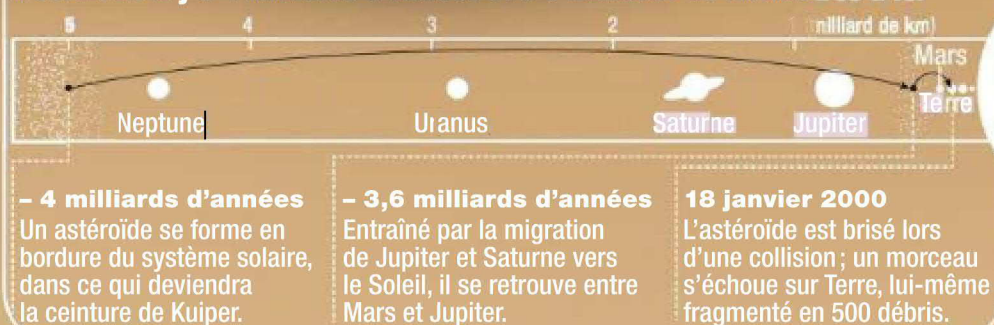 5 4 3 2 1 milliard de km)
Mars
Terre
Neptune Uranus Saturne Jupiter
– 4 milliards d'années
Un astéroïde se forme en
bordure du système solaire,
dans ce qui deviendra
la ceinture de Kuiper.
– 3,6 milliards d'années
Entraîné par la migration
de Jupiter et Saturne vers
le Soleil, il se retrouve entre
Mars et Jupiter.
18 janvier 2000
L'astéroïde est brisé lors
d'une collision ; un morceau
s'échoue sur Terre, lui-même
fragmenté en 500 débris.